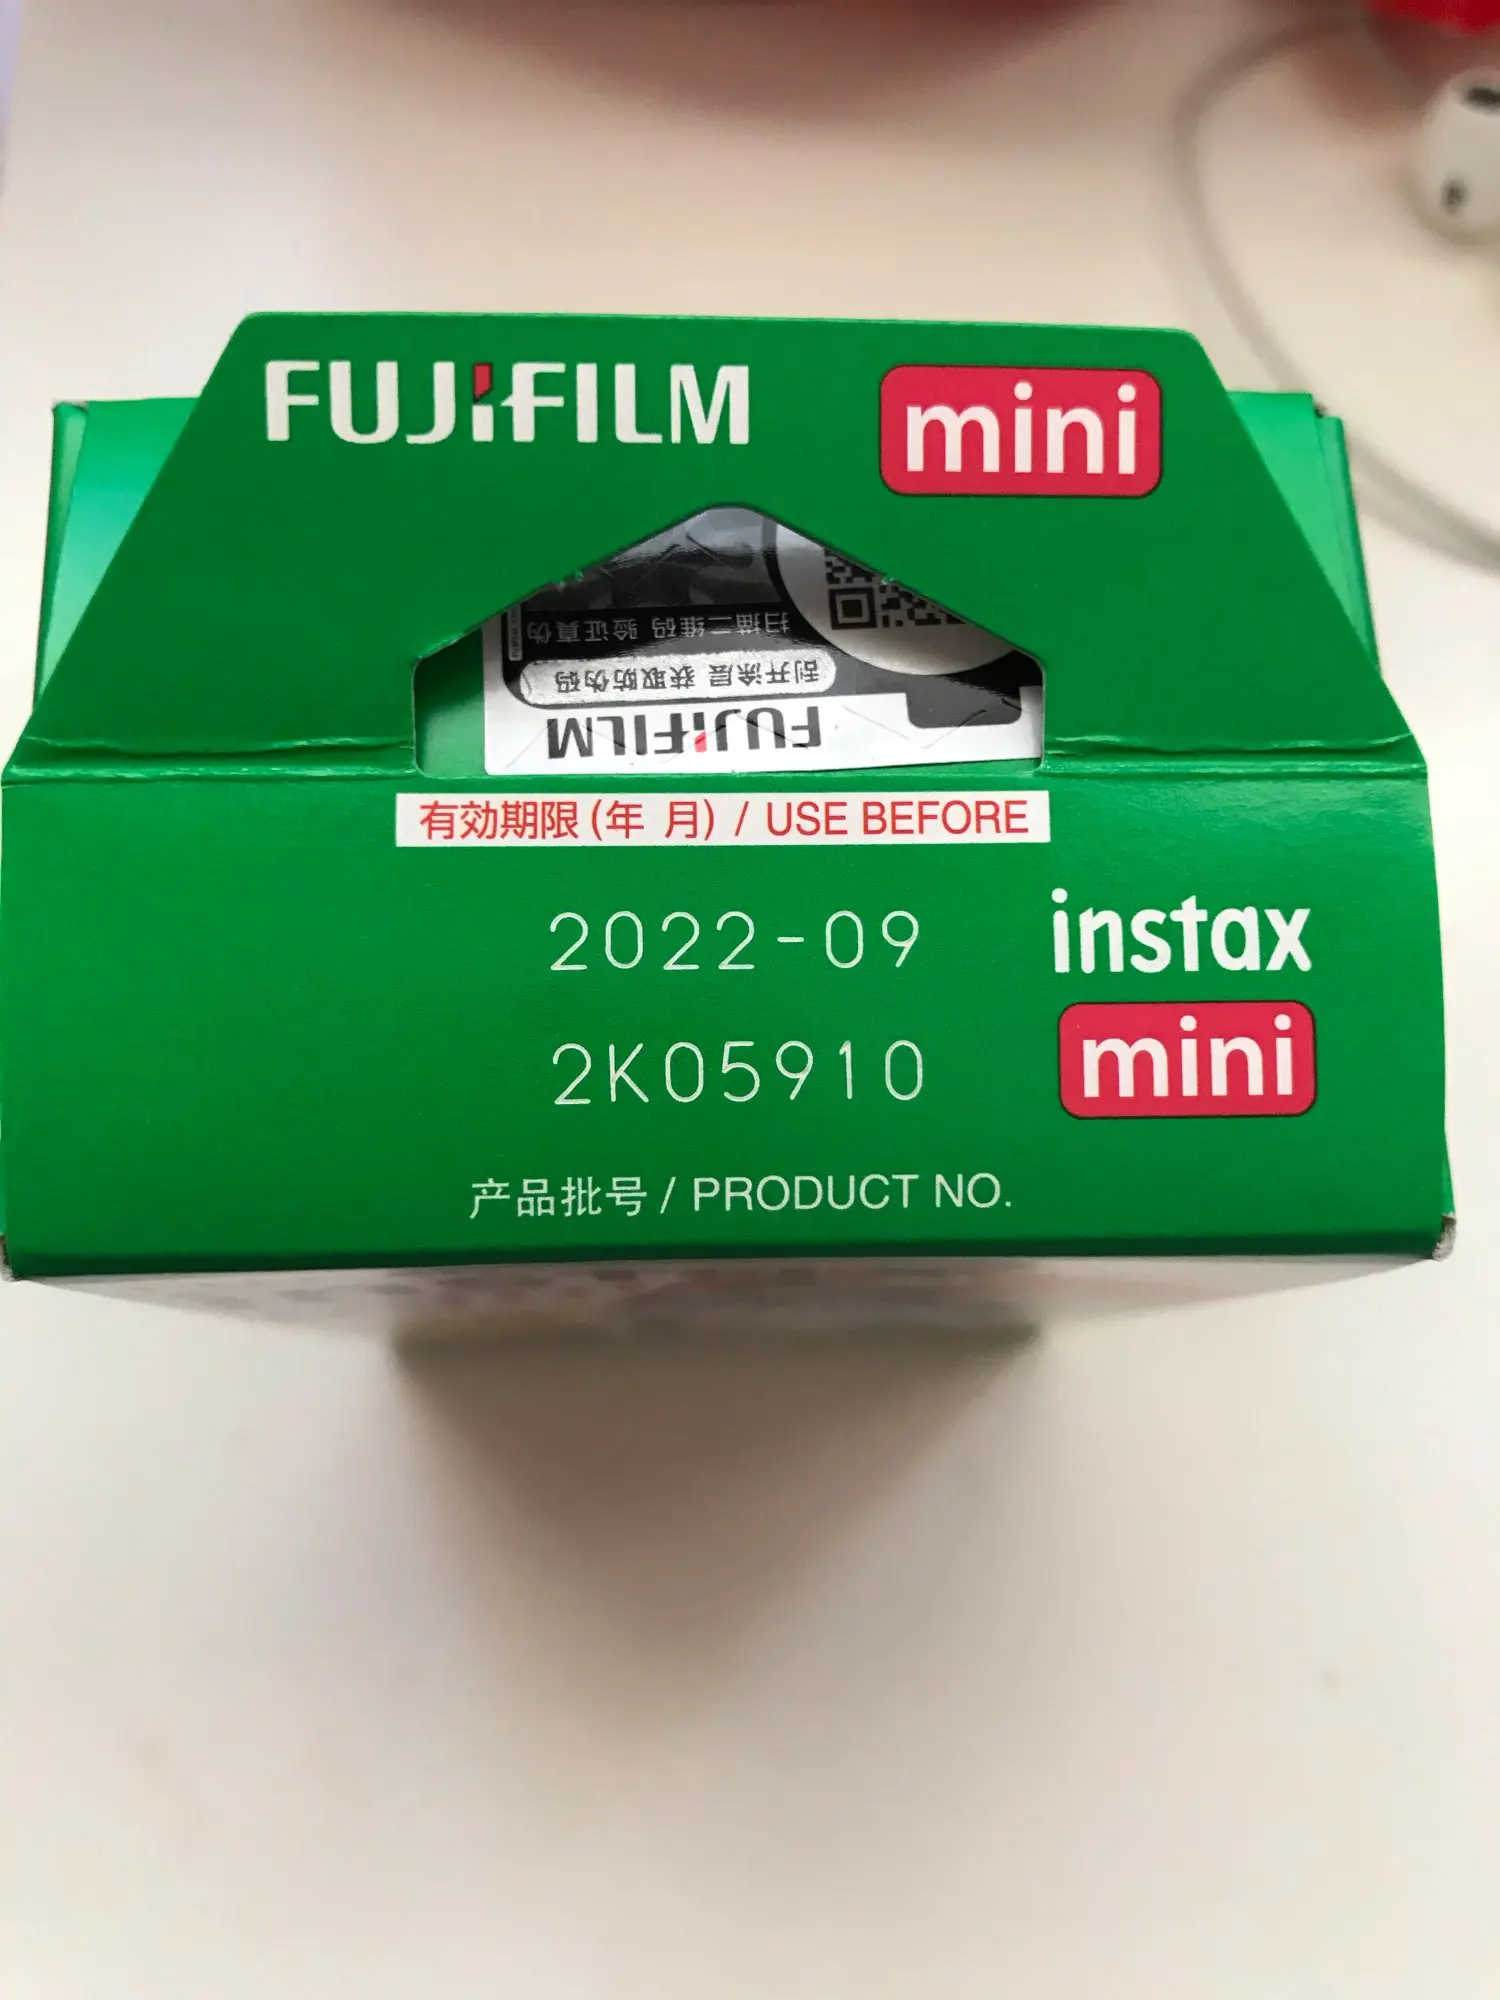 FUJIFILM
mini
扫描二维码 验证真伪
刮开涂层 获取防伪码
FUJIFILM
有効期限(年 月) / USE BEFORE
2022-09
instax
2K05910
mini
产品批号 / PRODUCT NO.